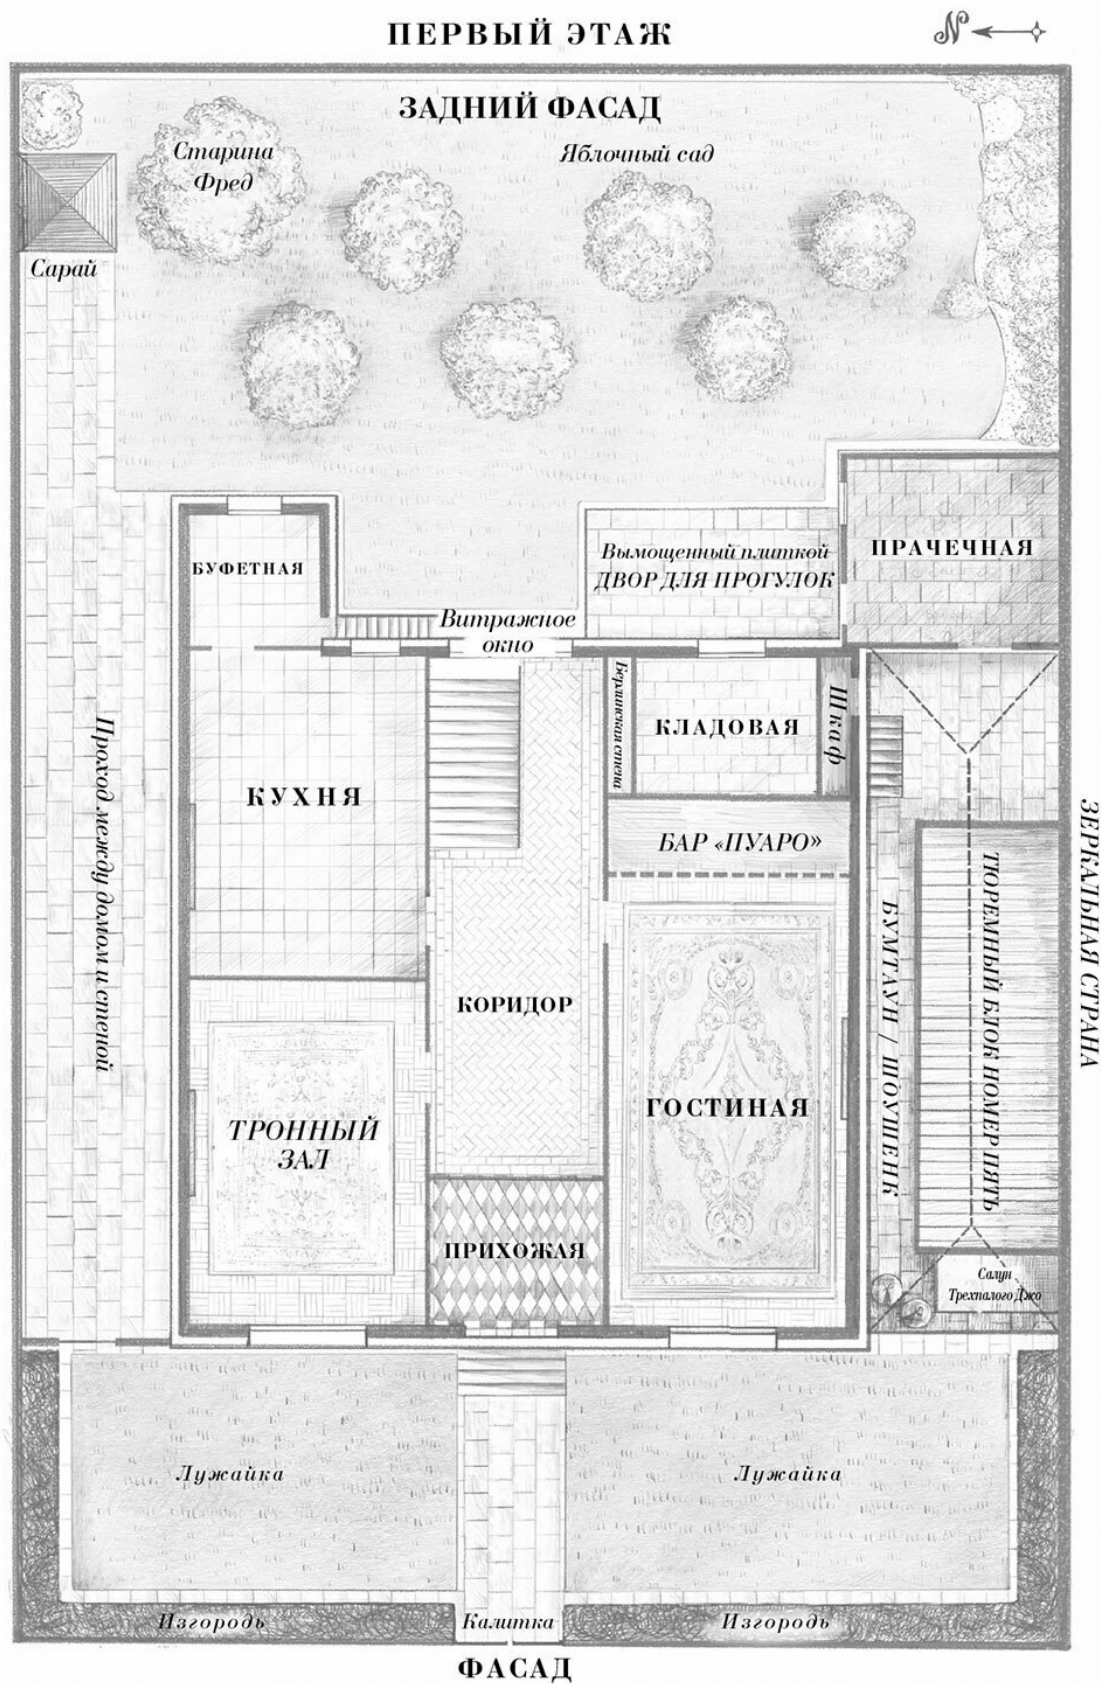 ПЕРВЫЙ ЭТАЖ
N
ЗАДНИЙ ФАСАД
Старина
Фред
Яблочный сад
Сарай
БУФЕТНАЯ
Вымощенный плиткой
ДВОР ДЛЯ ПРОГУЛОК
ПРАЧЕЧНАЯ
Витражное
окно
Проход между домом и стеной
КУХНЯ
Берлинская стена
КЛАДОВАЯ
Шкаф
БАР «ПУАРО»
КОРИДОР
ТРОННЫЙ
ЗАЛ
ГОСТИНАЯ
ПРИХОЖАЯ
БУМТАУН / ШОУШЕНК
ТЮРЕМНЫЙ БЛОК НОМЕР ПЯТЬ
ЗЕРКАЛЬНАЯ СТРАНА
Салун
Трехпалого Джо
Лужайка
Лужайка
Изгородь
Калитка
Изгородь
ФАСАД